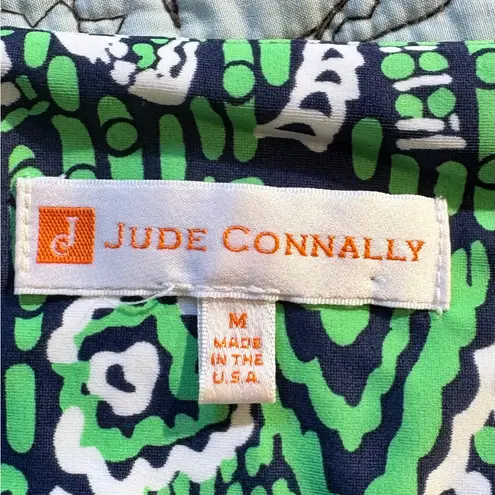 J JUDE CONNALLY
M
MADE
IN THE
U.S.A.